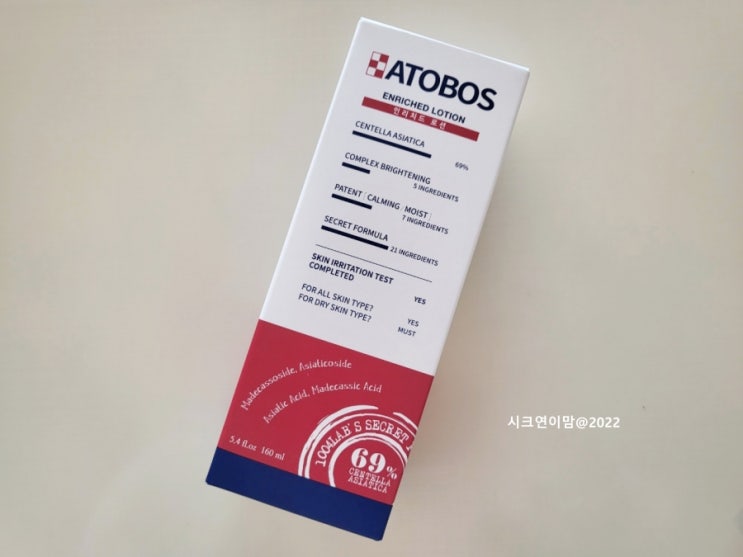 ATOBOS
ENRICHED LOTION
인리치드 로션
CENTELLA ASIATICA
69%
COMPLEX BRIGHTENING
5 INGREDIENTS
PATENT | CALMING | MOIST |
7 INGREDIENTS
SECRET FORMULA
21 INGREDIENTS
SKIN IRRITATION TEST
COMPLETED YES
FOR ALL SKIN TYPE? YES
FOR DRY SKIN TYPE? MUST
Madecassoside, Asiaticoside
Asiatic Acid, Madecassic Acid
1004LAB'S SECRET
69%
CENTELLA
ASIATICA
5.4 fl.oz 160 ml
시크연이맘@2022